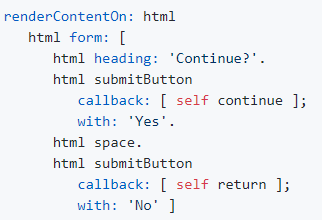 renderContentOn: html
html form: [
html heading: 'Continue?'.
html submitButton
callback: [ self continue ];
with: 'Yes'.
html space.
html submitButton
callback: [ self return ];
with: 'No' ]